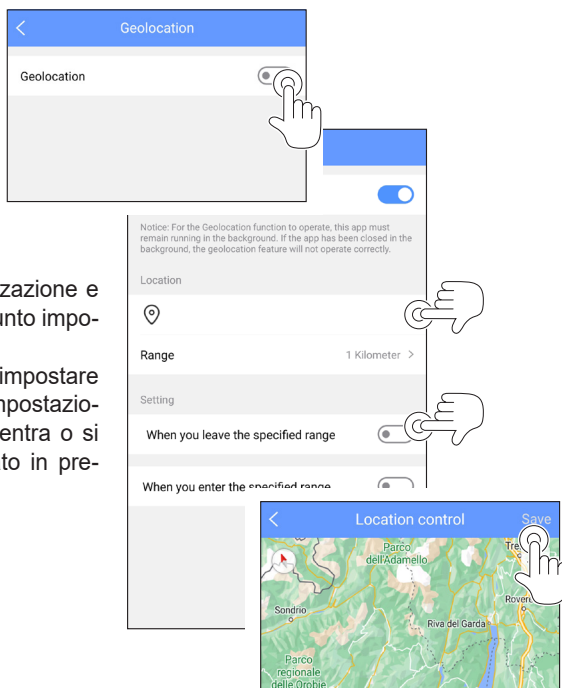 Geolocation
Geolocation
Notice: For the Geolocation function to operate, this app must
remain running in the background. If the app has been closed in the
background, the geolocation feature will not operate correctly.
Location
Range 1 Kilometer >
Setting
When you leave the specified range
When you enter the specified range
zazione e
unto impo-
impostare
mpostazio-
entra o si
ato in pre-
Location control Save
Parco
dell'Adamello
Tre
Sondrio
Rover
Riva del Garda
Parco
regionale
delle Orobie